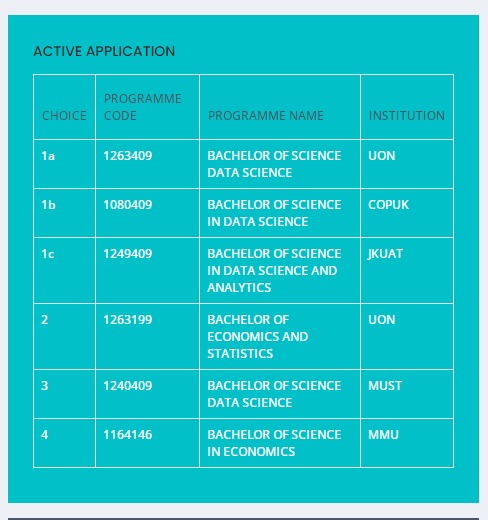 ACTIVE APPLICATION
CHOICE PROGRAMME CODE PROGRAMME NAME INSTITUTION
1a 1263409 BACHELOR OF SCIENCE UON
DATA SCIENCE
1b 1080409 BACHELOR OF SCIENCE COPUK
IN DATA SCIENCE
1c 1249409 BACHELOR OF SCIENCE JKUAT
IN DATA SCIENCE AND
ANALYTICS
2 1263199 BACHELOR OF UON
ECONOMICS AND
STATISTICS
3 1240409 BACHELOR OF SCIENCE MUST
DATA SCIENCE
4 1164146 BACHELOR OF SCIENCE MMU
IN ECONOMICS